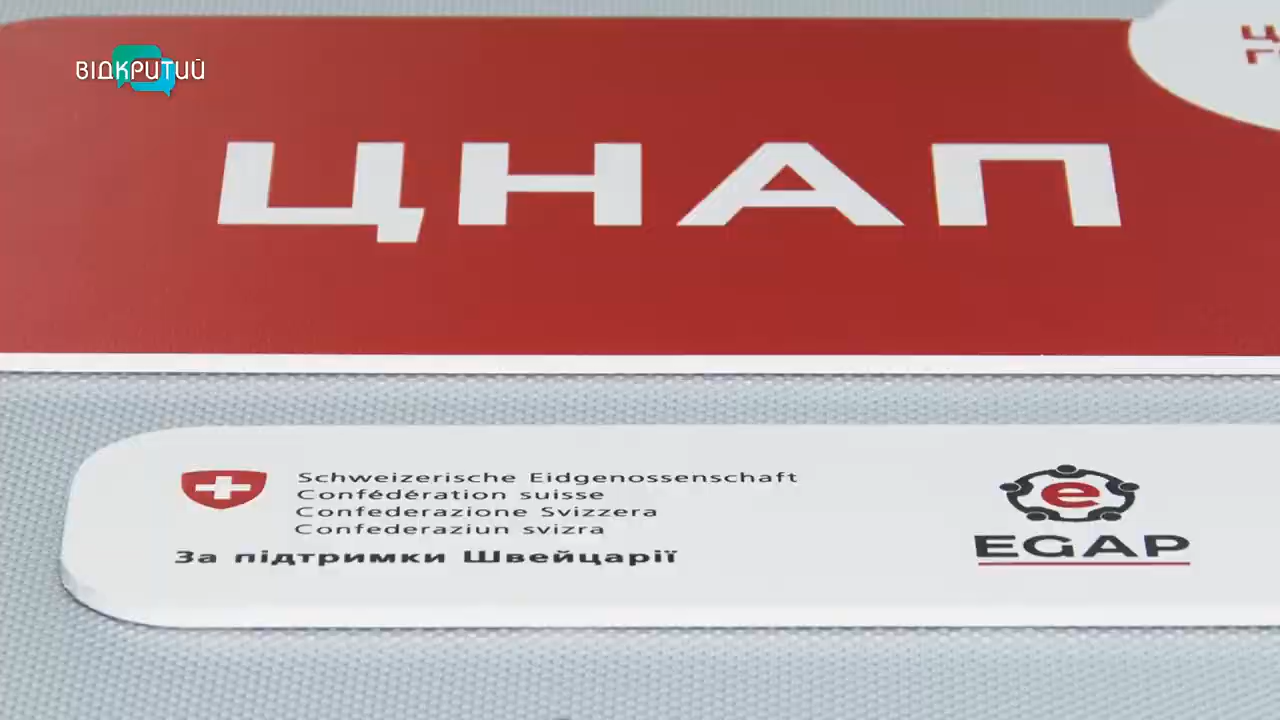 ВІДКРИТИЙ
ЦНАП
Schweizerische Eidgenossenschaft
Confédération suisse
Confederazione Svizzera
Confederaziun svizra
За підтримки Швейцарії
e
EGAP